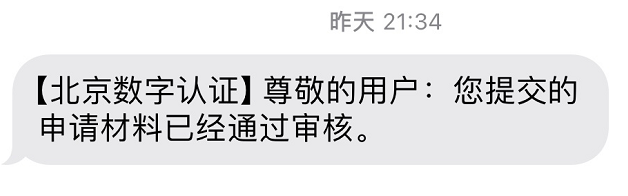 昨天 21:34
【北京数字认证】尊敬的用户：您提交的
申请材料已经通过审核。